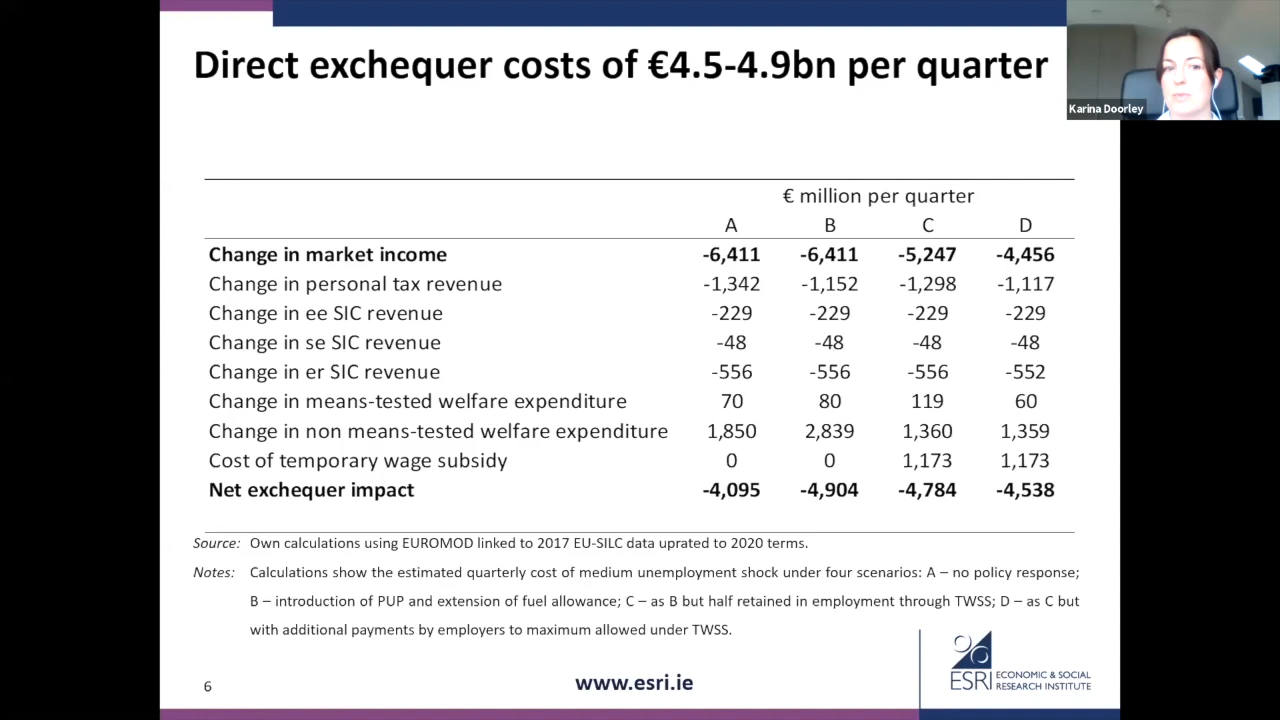 Direct exchequer costs of €4.5-4.9bn per quarter
Karina Doorley
€ million per quarter
A B C D
Change in market income -6,411 -6,411 -5,247 -4,456
Change in personal tax revenue -1,342 -1,152 -1,298 -1,117
Change in ee SIC revenue -229 -229 -229 -229
Change in se SIC revenue -48 -48 -48 -48
Change in er SIC revenue -556 -556 -556 -552
Change in means-tested welfare expenditure 70 80 119 60
Change in non means-tested welfare expenditure 1,850 2,839 1,360 1,359
Cost of temporary wage subsidy 0 0 1,173 1,173
Net exchequer impact -4,095 -4,904 -4,784 -4,538
Source: Own calculations using EUROMOD linked to 2017 EU-SILC data uprated to 2020 terms.
Notes: Calculations show the estimated quarterly cost of medium unemployment shock under four scenarios: A – no policy response;
B – introduction of PUP and extension of fuel allowance; C – as B but half retained in employment through TWSS; D – as C but
with additional payments by employers to maximum allowed under TWSS.
6
www.esri.ie
ESRI
ECONOMIC & SOCIAL
RESEARCH INSTITUTE